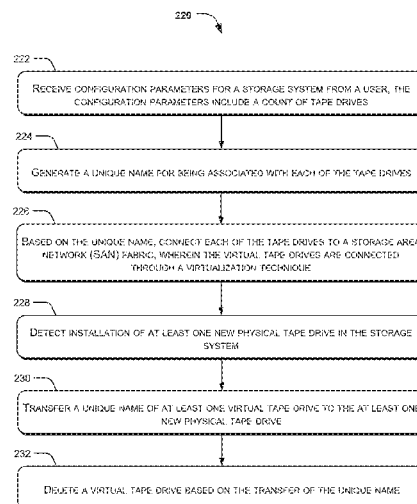 220
222
RECEIVE CONFIGURATION PARAMETERS FOR A STORAGE SYSTEM FROM A USER, THE
CONFIGURATION PARAMETERS INCLUDE A COUNT OF TAPE DRIVES
224
GENERATE A UNIQUE NAME FOR BEING ASSOCIATED WITH EACH OF THE TAPE DRIVES
226
BASED ON THE UNIQUE NAME, CONNECT EACH OF THE TAPE DRIVES TO A STORAGE AREA
NETWORK (SAN) FABRIC, WHEREIN THE VIRTUAL TAPE DRIVES ARE CONNECTED
THROUGH A VIRTUALIZATION TECHNIQUE
228
DETECT INSTALLATION OF AT LEAST ONE NEW PHYSICAL TAPE DRIVE IN THE STORAGE
SYSTEM
230
TRANSFER A UNIQUE NAME OF AT LEAST ONE VIRTUAL TAPE DRIVE TO THE AT LEAST ONE
NEW PHYSICAL TAPE DRIVE
232
DELETE A VIRTUAL TAPE DRIVE BASED ON THE TRANSFER OF THE UNIQUE NAME